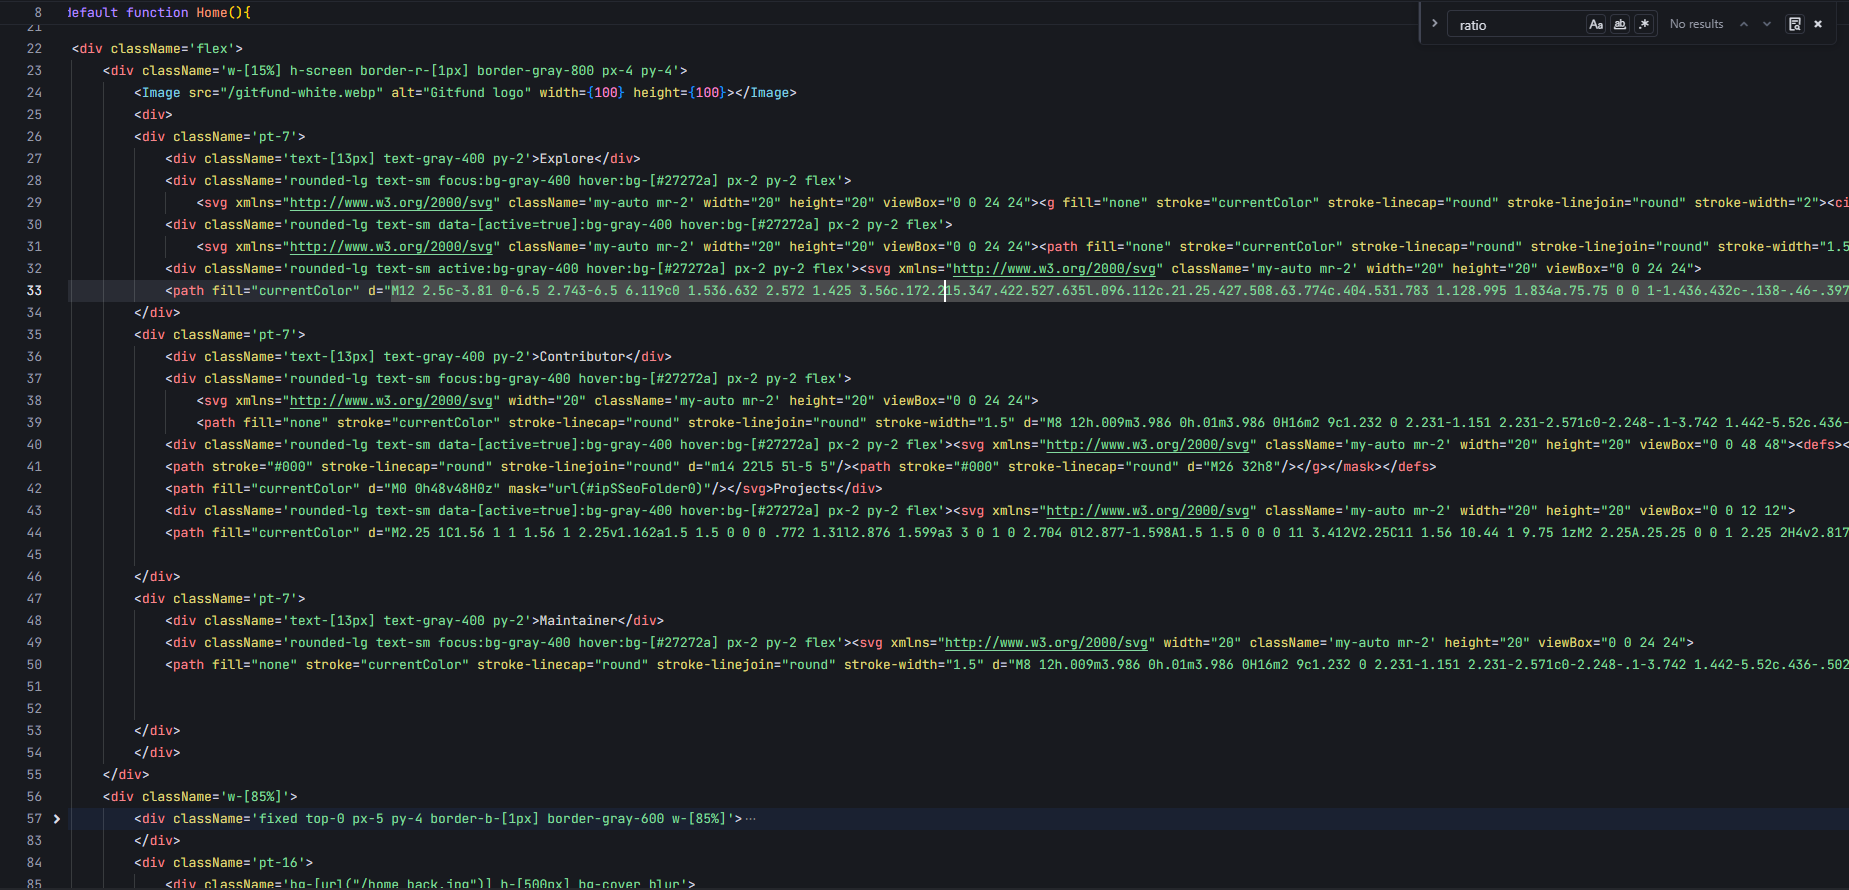 8 default function Home(){
ratio Aa ab .* No results
21
22 <div className='flex'>
23 <div className='w-[15%] h-screen border-r-[1px] border-gray-800 px-4 py-4'>
24 <Image src="/gitfund-white.webp" alt="Gitfund logo" width={100} height={100}></Image>
25 <div>
26 <div className='pt-7'>
27 <div className='text-[13px] text-gray-400 py-2'>Explore</div>
28 <div className='rounded-lg text-sm focus:bg-gray-400 hover:bg-[#27272a] px-2 py-2 flex'>
29 <svg xmlns="http://www.w3.org/2000/svg" className='my-auto mr-2' width="20" height="20" viewBox="0 0 24 24"><g fill="none" stroke="currentColor" stroke-linecap="round" stroke-linejoin="round" stroke-width="2"><ci
30 <div className='rounded-lg text-sm data-[active=true]:bg-gray-400 hover:bg-[#27272a] px-2 py-2 flex'>
31 <svg xmlns="http://www.w3.org/2000/svg" className='my-auto mr-2' width="20" height="20" viewBox="0 0 24 24"><path fill="none" stroke="currentColor" stroke-linecap="round" stroke-linejoin="round" stroke-width="1.5
32 <div className='rounded-lg text-sm active:bg-gray-400 hover:bg-[#27272a] px-2 py-2 flex'><svg xmlns="http://www.w3.org/2000/svg" className='my-auto mr-2' width="20" height="20" viewBox="0 0 24 24">
33 <path fill="currentColor" d="M12 2.5c-3.81 0-6.5 2.743-6.5 6.119c0 1.536.632 2.572 1.425 3.56c.172.215.347.422.527.635l.096.112c.21.25.427.508.63.774c.404.531.783 1.128.995 1.834a.75.75 0 0 1-1.436.432c-.138-.46-.397
34 </div>
35 <div className='pt-7'>
36 <div className='text-[13px] text-gray-400 py-2'>Contributor</div>
37 <div className='rounded-lg text-sm focus:bg-gray-400 hover:bg-[#27272a] px-2 py-2 flex'>
38 <svg xmlns="http://www.w3.org/2000/svg" width="20" className='my-auto mr-2' height="20" viewBox="0 0 24 24">
39 <path fill="none" stroke="currentColor" stroke-linecap="round" stroke-linejoin="round" stroke-width="1.5" d="M8 12h.009m3.986 0h.01m3.986 0H16m2 9c1.232 0 2.231-1.151 2.231-2.571c0-2.248-.1-3.742 1.442-5.52c.436-
40 <div className='rounded-lg text-sm data-[active=true]:bg-gray-400 hover:bg-[#27272a] px-2 py-2 flex'><svg xmlns="http://www.w3.org/2000/svg" className='my-auto mr-2' width="20" height="20" viewBox="0 0 48 48"><defs>
41 <path stroke="#000" stroke-linecap="round" stroke-linejoin="round" d="m14 22l5 5l-5 5"/><path stroke="#000" stroke-linecap="round" d="M26 32h8"/></g></mask></defs>
42 <path fill="currentColor" d="M0 0h48v48H0z" mask="url(#ipSSeoFolder0)"/></svg>Projects</div>
43 <div className='rounded-lg text-sm data-[active=true]:bg-gray-400 hover:bg-[#27272a] px-2 py-2 flex'><svg xmlns="http://www.w3.org/2000/svg" className='my-auto mr-2' width="20" height="20" viewBox="0 0 12 12">
44 <path fill="currentColor" d="M2.25 1C1.56 1 1 1.56 1 2.25v1.162a1.5 1.5 0 0 0 .772 1.31l2.876 1.599a3 3 0 1 0 2.704 0l2.877-1.598A1.5 1.5 0 0 0 11 3.412V2.25C11 1.56 10.44 1 9.75 1zM2 2.25A.25.25 0 0 1 2.25 2H4v2.817
45
46 </div>
47 <div className='pt-7'>
48 <div className='text-[13px] text-gray-400 py-2'>Maintainer</div>
49 <div className='rounded-lg text-sm focus:bg-gray-400 hover:bg-[#27272a] px-2 py-2 flex'><svg xmlns="http://www.w3.org/2000/svg" width="20" className='my-auto mr-2' height="20" viewBox="0 0 24 24">
50 <path fill="none" stroke="currentColor" stroke-linecap="round" stroke-linejoin="round" stroke-width="1.5" d="M8 12h.009m3.986 0h.01m3.986 0H16m2 9c1.232 0 2.231-1.151 2.231-2.571c0-2.248-.1-3.742 1.442-5.52c.436-.502
51
52
53 </div>
54 </div>
55 </div>
56 <div className='w-[85%]'>
57 <div className='fixed top-0 px-5 py-4 border-b-[1px] border-gray-600 w-[85%]'>···
83 </div>
84 <div className='pt-16'>
85 <div className='bg-[url("/home_back.jpg")] h-[500px] bg-cover blur'>